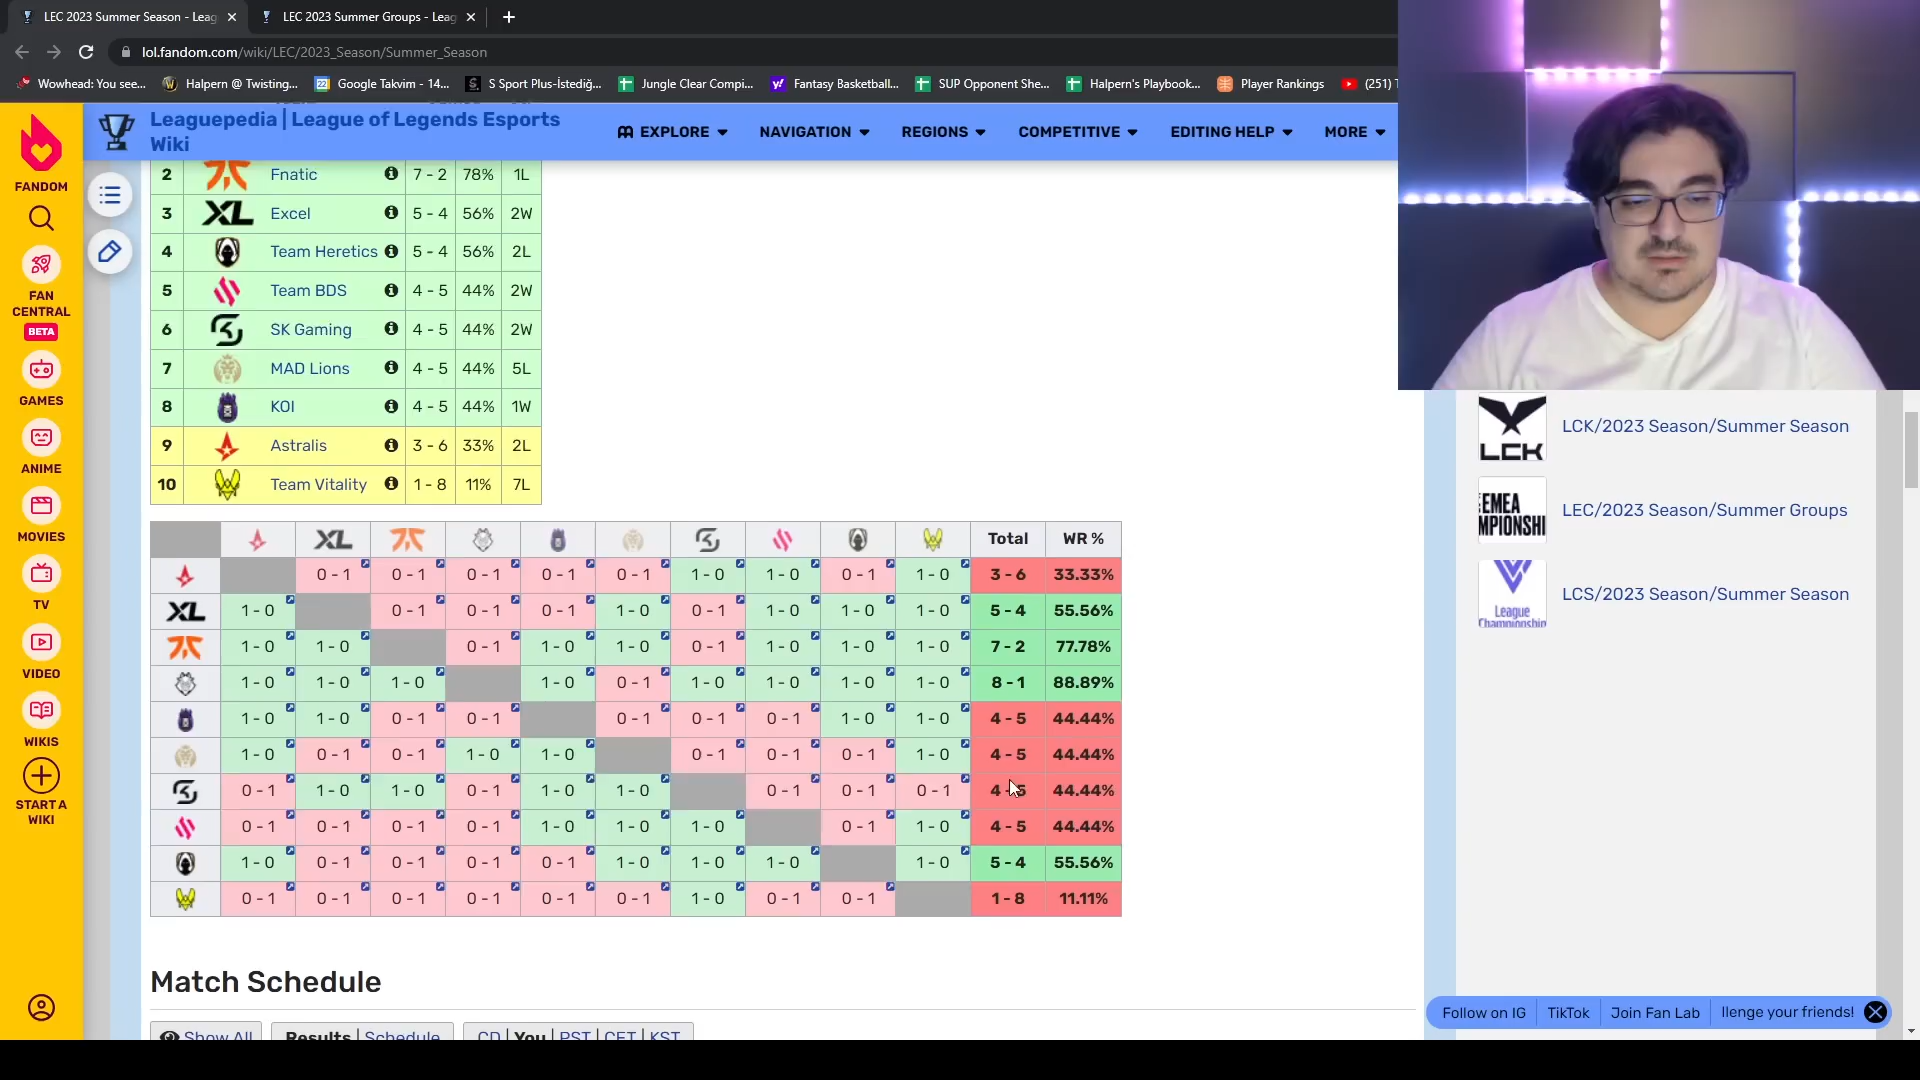 LEC 2023 Summer Season - Leag
LEC 2023 Summer Groups - Leag
lol.fandom.com/wiki/LEC/2023_Season/Summer_Season
Wowhead: You see... Halpern @ Twisting... Google Takvim - 14... S Sport Plus-İstediğ... Jungle Clear Compi... Fantasy Basketball... SUP Opponent She... Halpern's Playbook... Player Rankings (251)
Leaguepedia | League of Legends Esports
Wiki
EXPLORE NAVIGATION REGIONS COMPETITIVE EDITING HELP MORE
FANDOM
FAN
CENTRAL
BETA
GAMES
ANIME
MOVIES
TV
VIDEO
WIKIS
START A
WIKI
2 Fnatic 7 - 2 78% 1L
3 XL Excel 5 - 4 56% 2W
4 Team Heretics 5 - 4 56% 2L
5 Team BDS 4 - 5 44% 2W
6 SK Gaming 4 - 5 44% 2W
7 MAD Lions 4 - 5 44% 5L
8 KOI 4 - 5 44% 1W
9 Astralis 3 - 6 33% 2L
10 Team Vitality 1 - 8 11% 7L
XL Total WR %
0 - 1 0 - 1 0 - 1 0 - 1 0 - 1 1 - 0 1 - 0 0 - 1 1 - 0 3 - 6 33.33%
XL 1 - 0 0 - 1 0 - 1 0 - 1 1 - 0 0 - 1 1 - 0 1 - 0 1 - 0 5 - 4 55.56%
1 - 0 1 - 0 0 - 1 1 - 0 1 - 0 0 - 1 1 - 0 1 - 0 1 - 0 7 - 2 77.78%
1 - 0 1 - 0 1 - 0 1 - 0 0 - 1 1 - 0 1 - 0 1 - 0 1 - 0 8 - 1 88.89%
1 - 0 1 - 0 0 - 1 0 - 1 0 - 1 0 - 1 0 - 1 1 - 0 1 - 0 4 - 5 44.44%
1 - 0 0 - 1 0 - 1 1 - 0 1 - 0 0 - 1 0 - 1 0 - 1 1 - 0 4 - 5 44.44%
0 - 1 1 - 0 1 - 0 0 - 1 1 - 0 1 - 0 0 - 1 0 - 1 0 - 1 4 - 5 44.44%
0 - 1 0 - 1 0 - 1 0 - 1 1 - 0 1 - 0 1 - 0 0 - 1 1 - 0 4 - 5 44.44%
1 - 0 0 - 1 0 - 1 0 - 1 0 - 1 1 - 0 1 - 0 1 - 0 1 - 0 5 - 4 55.56%
0 - 1 0 - 1 0 - 1 0 - 1 0 - 1 0 - 1 1 - 0 0 - 1 0 - 1 1 - 8 11.11%
Match Schedule
Show All Results | Schedule CD | You | PST | CET | KST
LCK
LCK/2023 Season/Summer Season
EMEA
MPIONSHI
LEC/2023 Season/Summer Groups
League
Championship
LCS/2023 Season/Summer Season
Follow on IG TikTok Join Fan Lab llenge your friends!